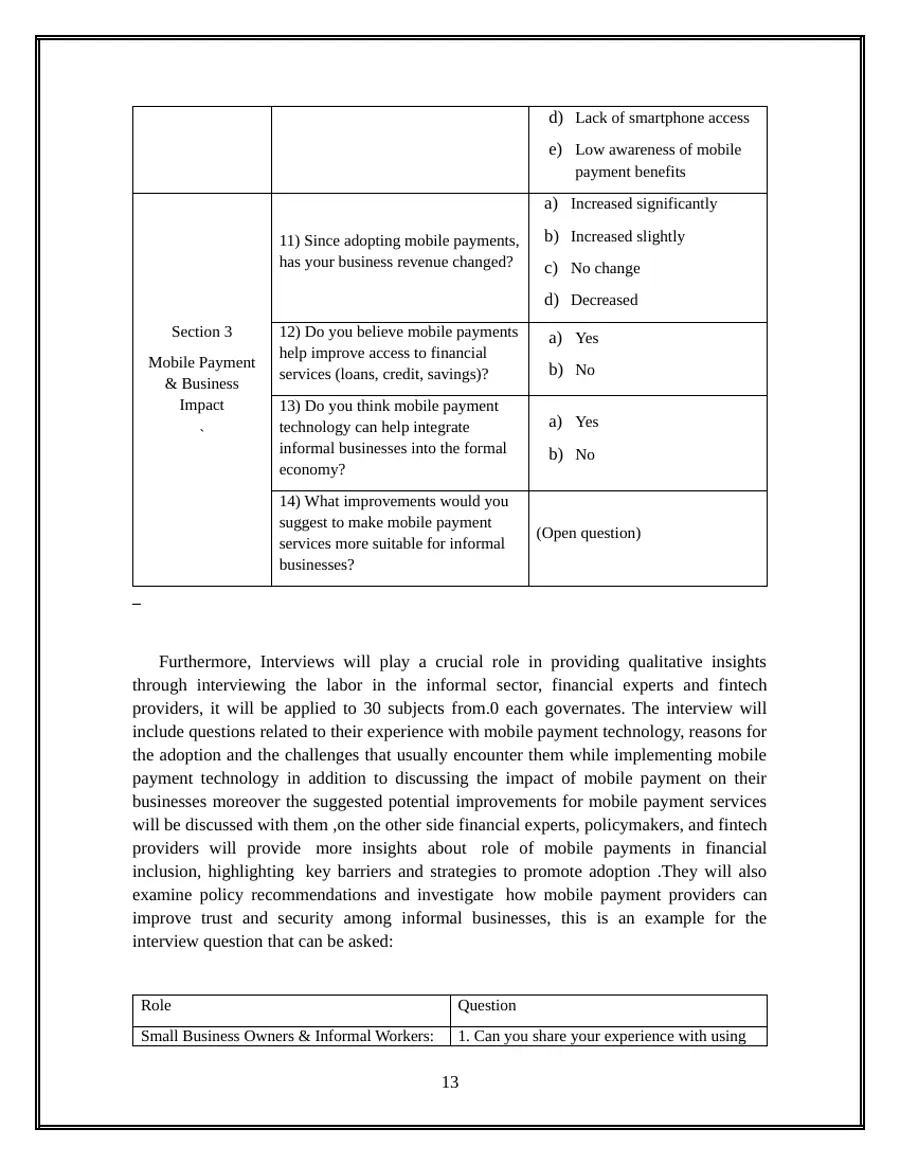 d) Lack of smartphone access
e) Low awareness of mobile
payment benefits
Section 3
Mobile Payment
& Business
Impact
`
11) Since adopting mobile payments,
has your business revenue changed?
a) Increased significantly
b) Increased slightly
c) No change
d) Decreased
12) Do you believe mobile payments
help improve access to financial
services (loans, credit, savings)?
a) Yes
b) No
13) Do you think mobile payment
technology can help integrate
informal businesses into the formal
economy?
a) Yes
b) No
14) What improvements would you
suggest to make mobile payment
services more suitable for informal
businesses?
(Open question)
–
Furthermore, Interviews will play a crucial role in providing qualitative insights
through interviewing the labor in the informal sector, financial experts and fintech
providers, it will be applied to 30 subjects from.0 each governates. The interview will
include questions related to their experience with mobile payment technology, reasons for
the adoption and the challenges that usually encounter them while implementing mobile
payment technology in addition to discussing the impact of mobile payment on their
businesses moreover the suggested potential improvements for mobile payment services
will be discussed with them ,on the other side financial experts, policymakers, and fintech
providers will provide more insights about role of mobile payments in financial
inclusion, highlighting key barriers and strategies to promote adoption .They will also
examine policy recommendations and investigate how mobile payment providers can
improve trust and security among informal businesses, this is an example for the
interview question that can be asked:
Role
Question
Small Business Owners & Informal Workers:
1. Can you share your experience with using
13